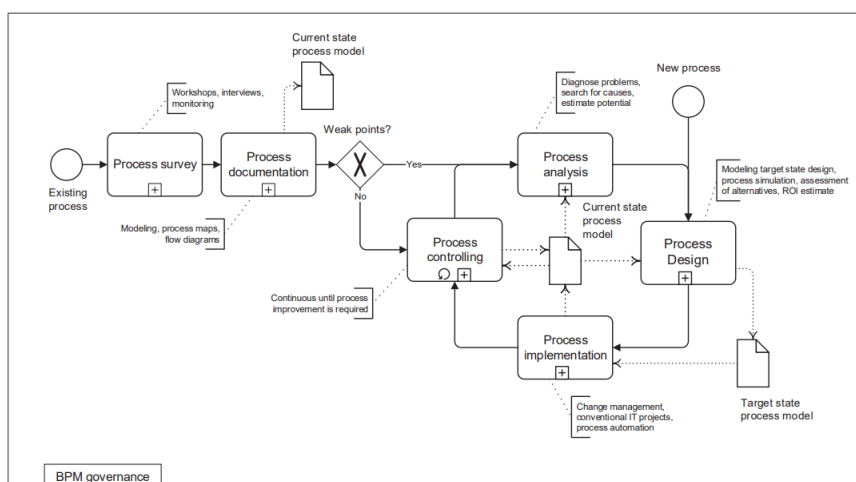 Current state
process model
Workshops, interviews,
monitoring
Diagnose problems,
search for causes,
estimate potential
New process
Weak points?
Existing
process
Process survey
Process
documentation
Yes
No
Process
analysis
Modeling, process maps,
flow diagrams
Modeling target state design,
process simulation, assessment
of alternatives, ROI estimate
Current state
process
model
Process
controlling
Process
Design
Continuous until process
improvement is required
Process
implementation
Target state
process model
Change management,
conventional IT projects,
process automation
BPM governance